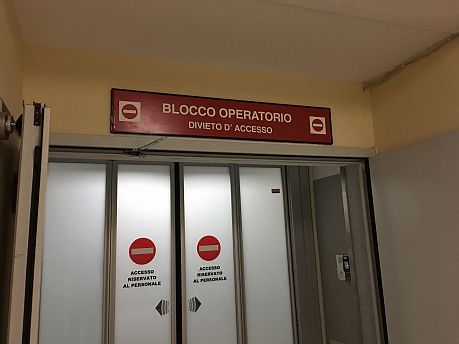 BLOCCO OPERATORIO
DIVIETO D' ACCESSO
ACCESSO
RISERVATO
AL PERSONALE
ACCESSO
RISERVATO
AL PERSONALE